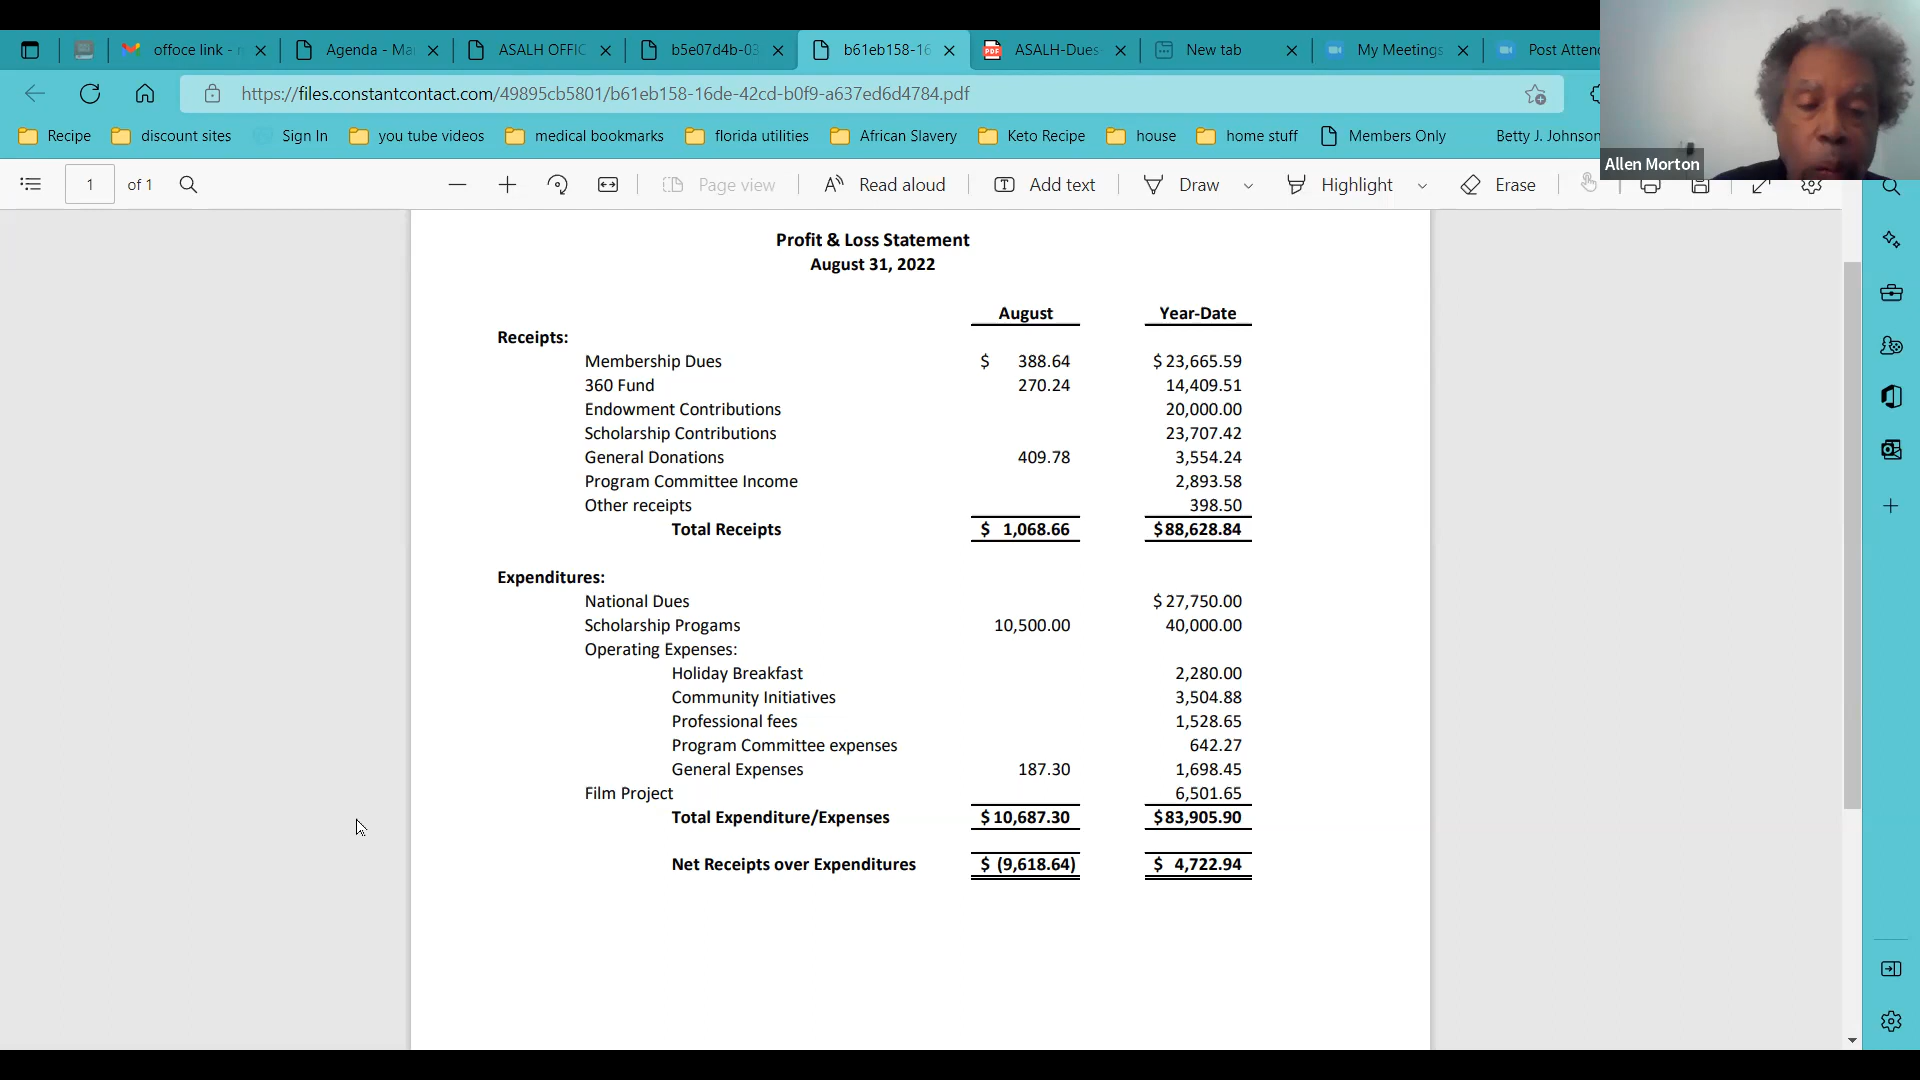 offoce link -
Agenda - Ma
ASALH OFFIC
b5e07d4b-03
b61eb158-16
ASALH-Dues
New tab
My Meetings
Post Atten
https://files.constantcontact.com/49895cb5801/b61eb158-16de-42cd-b0f9-a637ed6d4784.pdf
Recipe discount sites Sign In you tube videos medical bookmarks florida utilities African Slavery Keto Recipe house home stuff Members Only Betty J. Johnson
Allen Morton
1 of 1 Page view Read aloud Add text Draw Highlight Erase
Profit & Loss Statement
August 31, 2022
August Year-Date
Receipts:
Membership Dues $ 388.64 $ 23,665.59
360 Fund 270.24 14,409.51
Endowment Contributions 20,000.00
Scholarship Contributions 23,707.42
General Donations 409.78 3,554.24
Program Committee Income 2,893.58
Other receipts 398.50
Total Receipts $ 1,068.66 $88,628.84
Expenditures:
National Dues $ 27,750.00
Scholarship Progams 10,500.00 40,000.00
Operating Expenses:
Holiday Breakfast 2,280.00
Community Initiatives 3,504.88
Professional fees 1,528.65
Program Committee expenses 642.27
General Expenses 187.30 1,698.45
Film Project 6,501.65
Total Expenditure/Expenses $ 10,687.30 $83,905.90
Net Receipts over Expenditures $ (9,618.64) $ 4,722.94